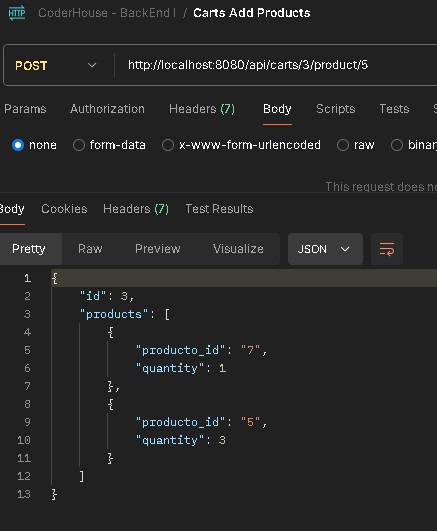 HTTP CoderHouse - BackEnd I / Carts Add Products
POST http://localhost:8080/api/carts/3/product/5
Params Authorization Headers (7) Body Scripts Tests S
none form-data x-www-form-urlencoded raw binary
This request does no
Body Cookies Headers (7) Test Results
Pretty Raw Preview Visualize JSON
1 {
2 "id": 3,
3 "products": [
4 {
5 "producto_id": "7",
6 "quantity": 1
7 },
8 {
9 "producto_id": "5",
10 "quantity": 3
11 }
12 ]
13 }